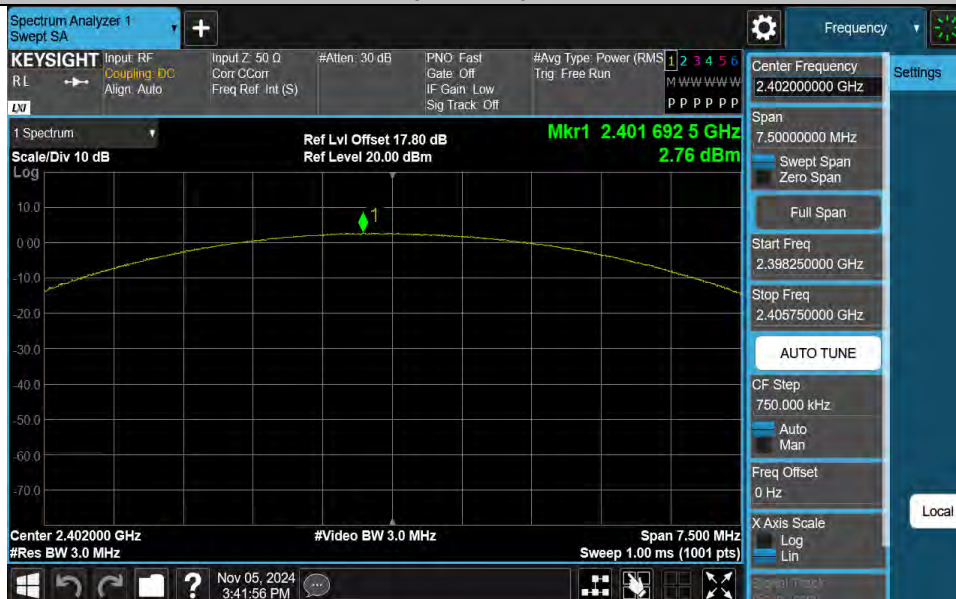 Spectrum Analyzer 1
Swept SA
+
Frequency
KEYSIGHT
RL
LXI
Input: RF
Coupling: DC
Align: Auto
Input Z: 50 Ω
Corr CCorr
Freq Ref: Int (S)
#Atten: 30 dB
PNO: Fast
Gate: Off
IF Gain: Low
Sig Track: Off
#Avg Type: Power (RMS
Trig: Free Run
1 2 3 4 5 6
M W W W W W
P P P P P P
1 Spectrum
Scale/Div 10 dB
Log
Ref Lvl Offset 17.80 dB
Ref Level 20.00 dBm
Mkr1 2.401 692 5 GHz
2.76 dBm
1
10.0
0.00
-10.0
-20.0
-30.0
-40.0
-50.0
-60.0
-70.0
Center 2.402000 GHz
#Res BW 3.0 MHz
#Video BW 3.0 MHz
Span 7.500 MHz
Sweep 1.00 ms (1001 pts)
?
Nov 05, 2024
3:41:56 PM
Center Frequency
2.402000000 GHz
Settings
Span
7.50000000 MHz
Swept Span
Zero Span
Full Span
Start Freq
2.398250000 GHz
Stop Freq
2.405750000 GHz
AUTO TUNE
CF Step
750.000 kHz
Auto
Man
Freq Offset
0 Hz
Local
X Axis Scale
Log
Lin
Signal Track